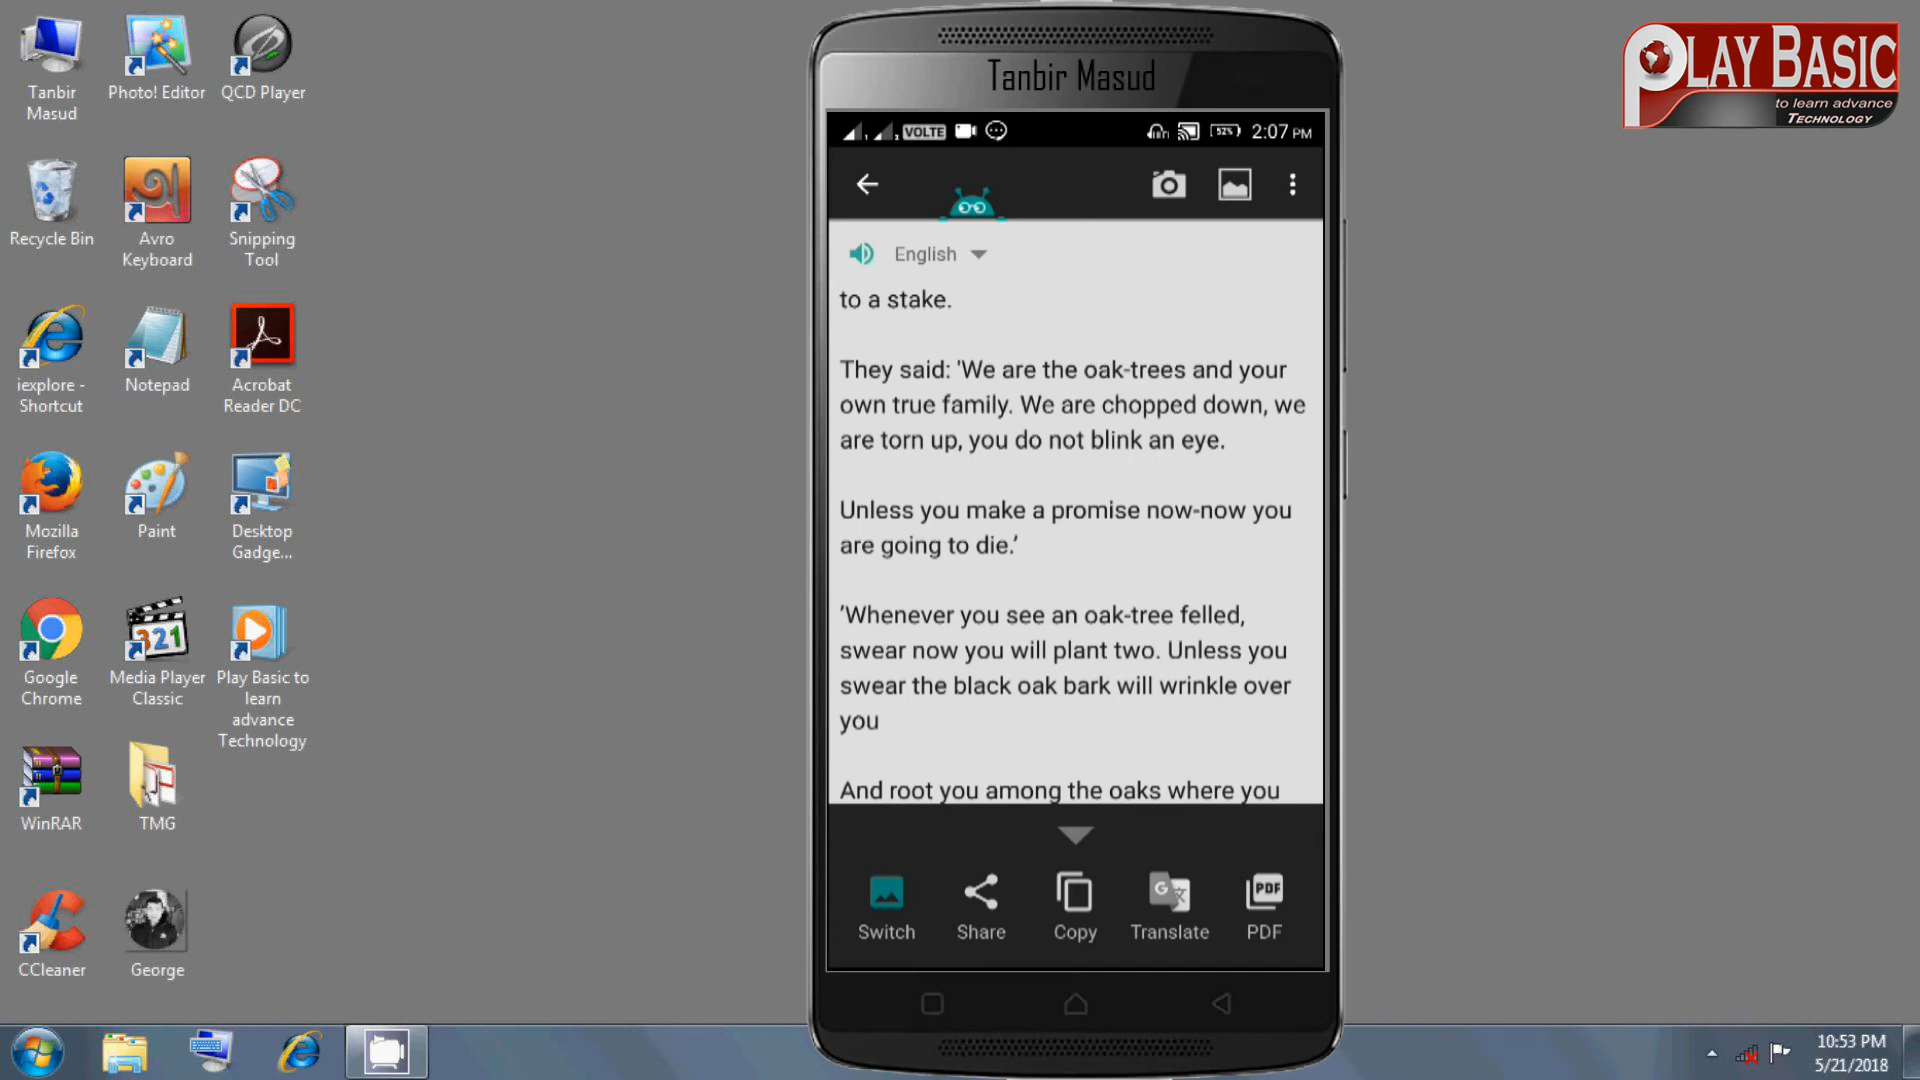 Tanbir
Masud
Photo! Editor
QCD Player
Recycle Bin
Avro
Keyboard
Snipping
Tool
iexplore -
Shortcut
Notepad
Acrobat
Reader DC
Mozilla
Firefox
Paint
Desktop
Gadge...
Google
Chrome
321
Media Player
Classic
Play Basic to
learn
advance
Technology
WinRAR
TMG
CCleaner
George
Tanbir Masud
VOLTE
52%
2:07 PM
English
to a stake.
They said: 'We are the oak-trees and your
own true family. We are chopped down, we
are torn up, you do not blink an eye.
Unless you make a promise now-now you
are going to die.’
’Whenever you see an oak-tree felled,
swear now you will plant two. Unless you
swear the black oak bark will wrinkle over
you
And root you among the oaks where you
PDF
Switch
Share
Copy
Translate
PDF
PLAY BASIC
to learn advance
TECHNOLOGY
10:53 PM
5/21/2018